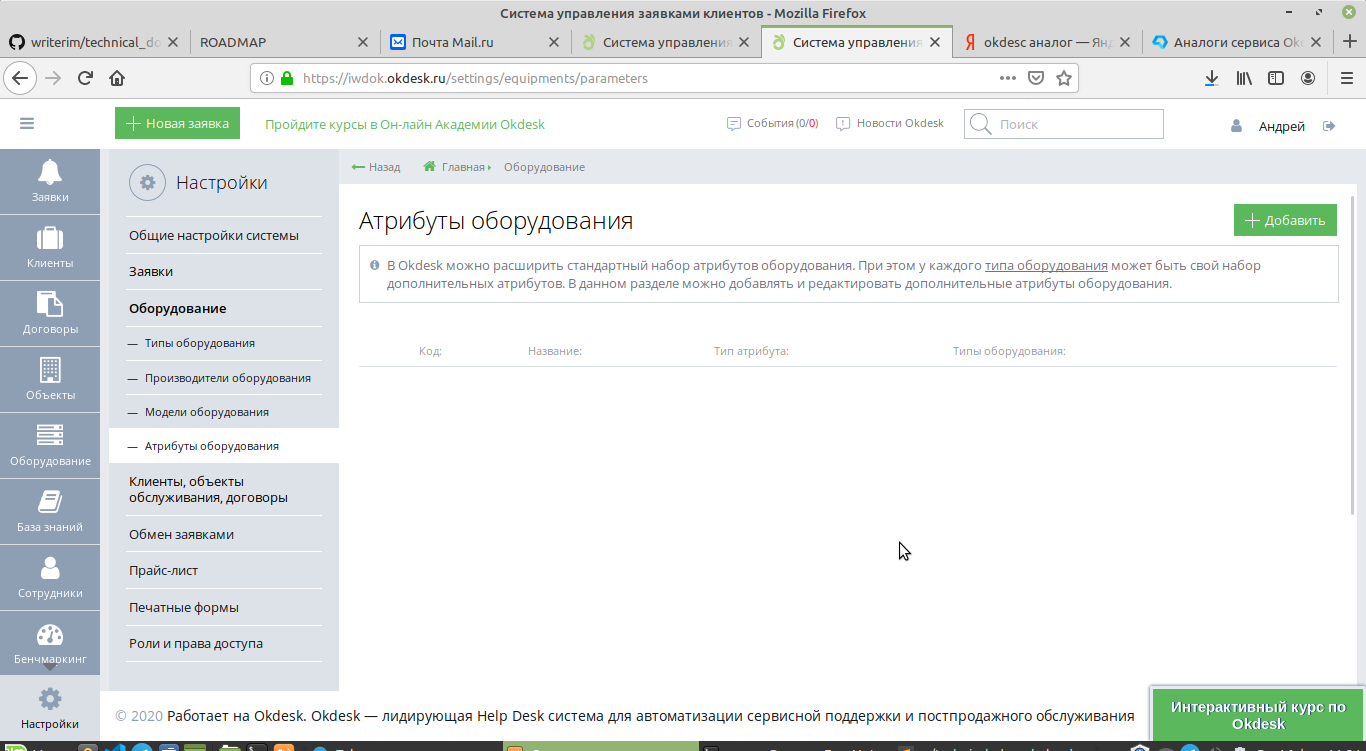 Система управления заявками клиентов - Mozilla Firefox
writerim/technical_do
ROADMAP
Почта Mail.ru
Система управления
Система управления
okdesc аналог — Янд
Аналоги сервиса Okd
https://iwdok.okdesk.ru/settings/equipments/parameters
Новая заявка
Пройдите курсы в Он-лайн Академии Okdesk
События (0/0)
Новости Okdesk
Поиск
Андрей
Заявки
Клиенты
Договоры
Объекты
Оборудование
База знаний
Сотрудники
Бенчмаркинг
Настройки
Настройки
Общие настройки системы
Заявки
Оборудование
— Типы оборудования
— Производители оборудования
— Модели оборудования
— Атрибуты оборудования
Клиенты, объекты
обслуживания, договоры
Обмен заявками
Прайс-лист
Печатные формы
Роли и права доступа
Назад
Главная
Оборудование
Атрибуты оборудования
Добавить
В Okdesk можно расширить стандартный набор атрибутов оборудования. При этом у каждого типа оборудования может быть свой набор
дополнительных атрибутов. В данном разделе можно добавлять и редактировать дополнительные атрибуты оборудования.
Код:
Название:
Тип атрибута:
Типы оборудования:
© 2020 Работает на Okdesk. Okdesk — лидирующая Help Desk система для автоматизации сервисной поддержки и постпродажного обслуживания
Интерактивный курс по
Okdesk